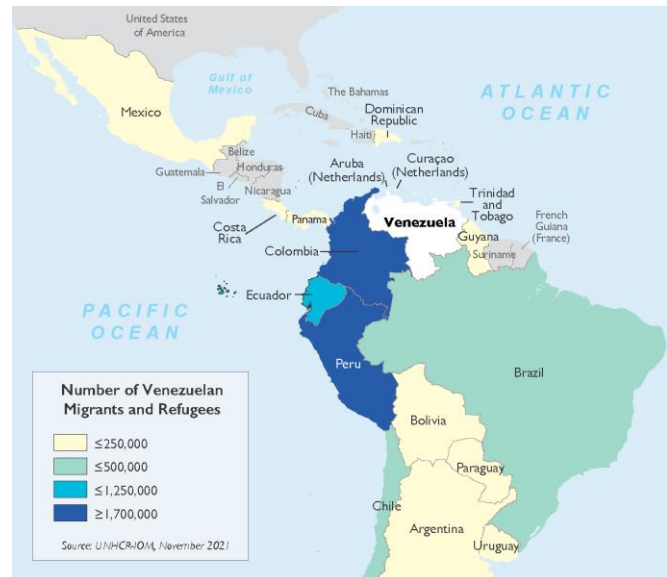 United States
of America
Gulf of
Mexico
ATLANTIC
OCEAN
The Bahamas
Mexico
Cuba
Dominican
Republic
Haiti
Belize
Honduras
Guatemala
El
Salvador
Nicaragua
Aruba
(Netherlands)
Curaçao
(Netherlands)
Trinidad
and
Tobago
Costa
Rica
Panama
Venezuela
Guyana
Suriname
French
Guiana
(France)
Colombia
Ecuador
PACIFIC
OCEAN
Peru
Brazil
Bolivia
Paraguay
Chile
Argentina
Uruguay
Number of Venezuelan
Migrants and Refugees
≤250,000
≤500,000
≤1,250,000
≥1,700,000
Source: UNHCR-IOM, November 2021